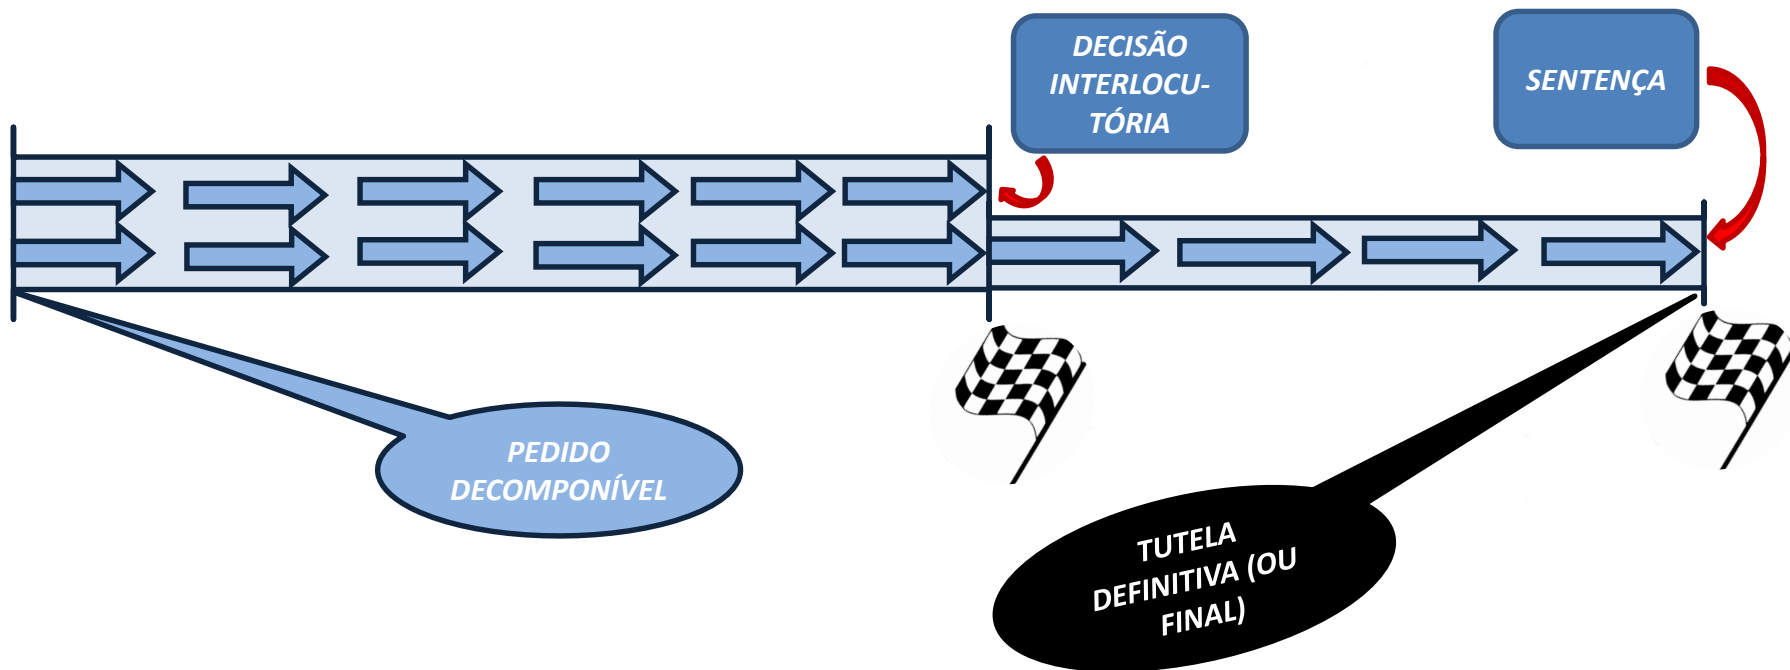 DECISÃO
INTERLOCU-
TÓRIA
SENTENÇA
PEDIDO
DECOMPONÍVEL
TUTELA
DEFINITIVA (OU
FINAL)